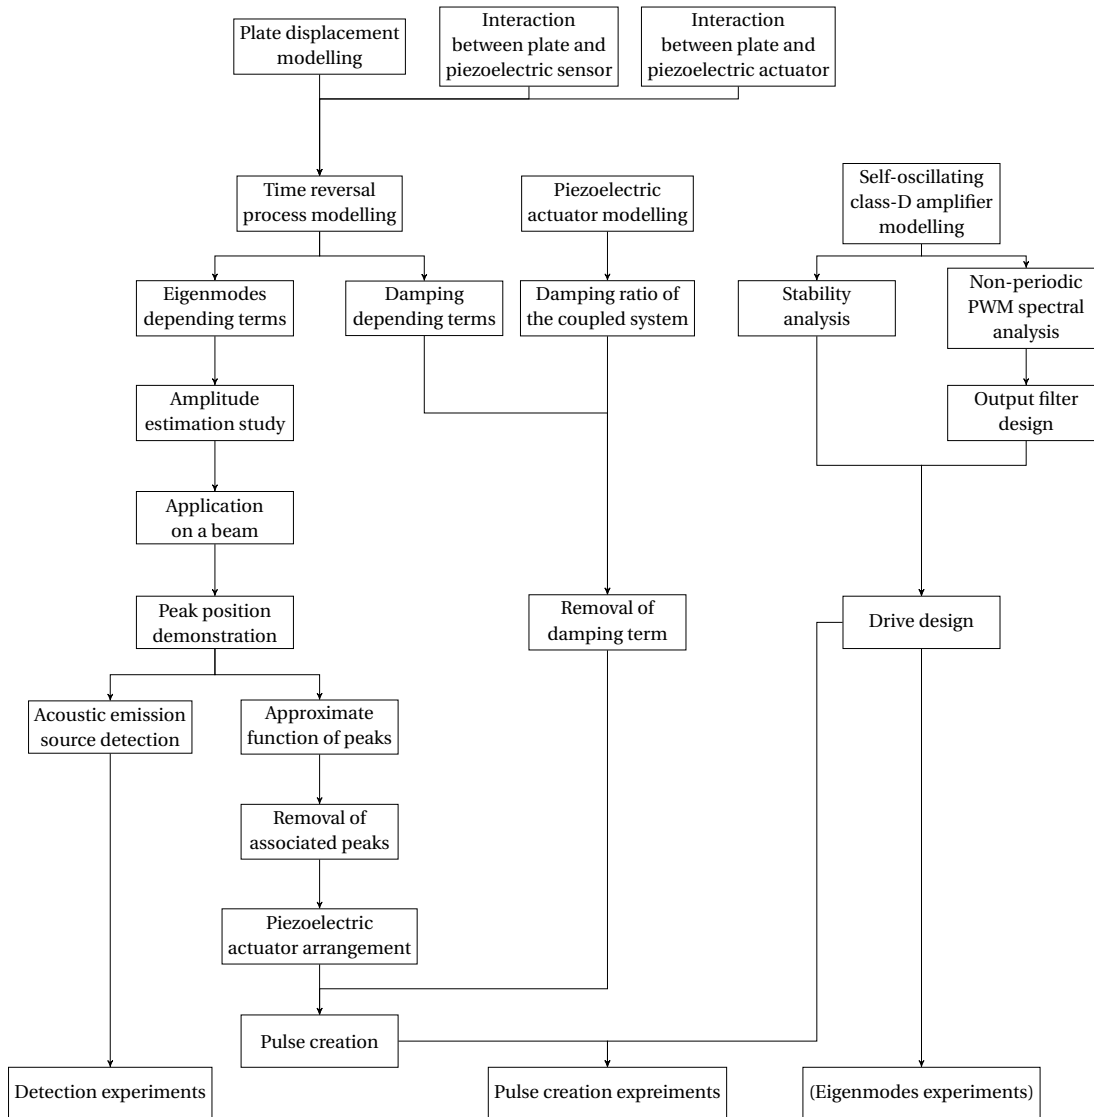 Plate displacement
modelling
Interaction
between plate and
piezoelectric sensor
Interaction
between plate and
piezoelectric actuator
Time reversal
process modelling
Piezoelectric
actuator modelling
Self-oscillating
class-D amplifier
modelling
Eigenmodes
depending terms
Damping
depending terms
Damping ratio of
the coupled system
Stability
analysis
Non-periodic
PWM spectral
analysis
Amplitude
estimation study
Output filter
design
Application
on a beam
Peak position
demonstration
Removal of
damping term
Drive design
Acoustic emission
source detection
Approximate
function of peaks
Removal of
associated peaks
Piezoelectric
actuator arrangement
Pulse creation
Detection experiments
Pulse creation expreiments
(Eigenmodes experiments)